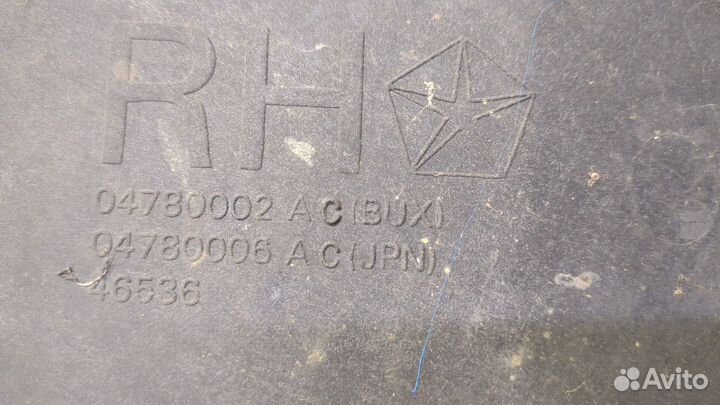 RH
04780002 AC (BUX)
04780006 AC (JPN)
46536
Avito